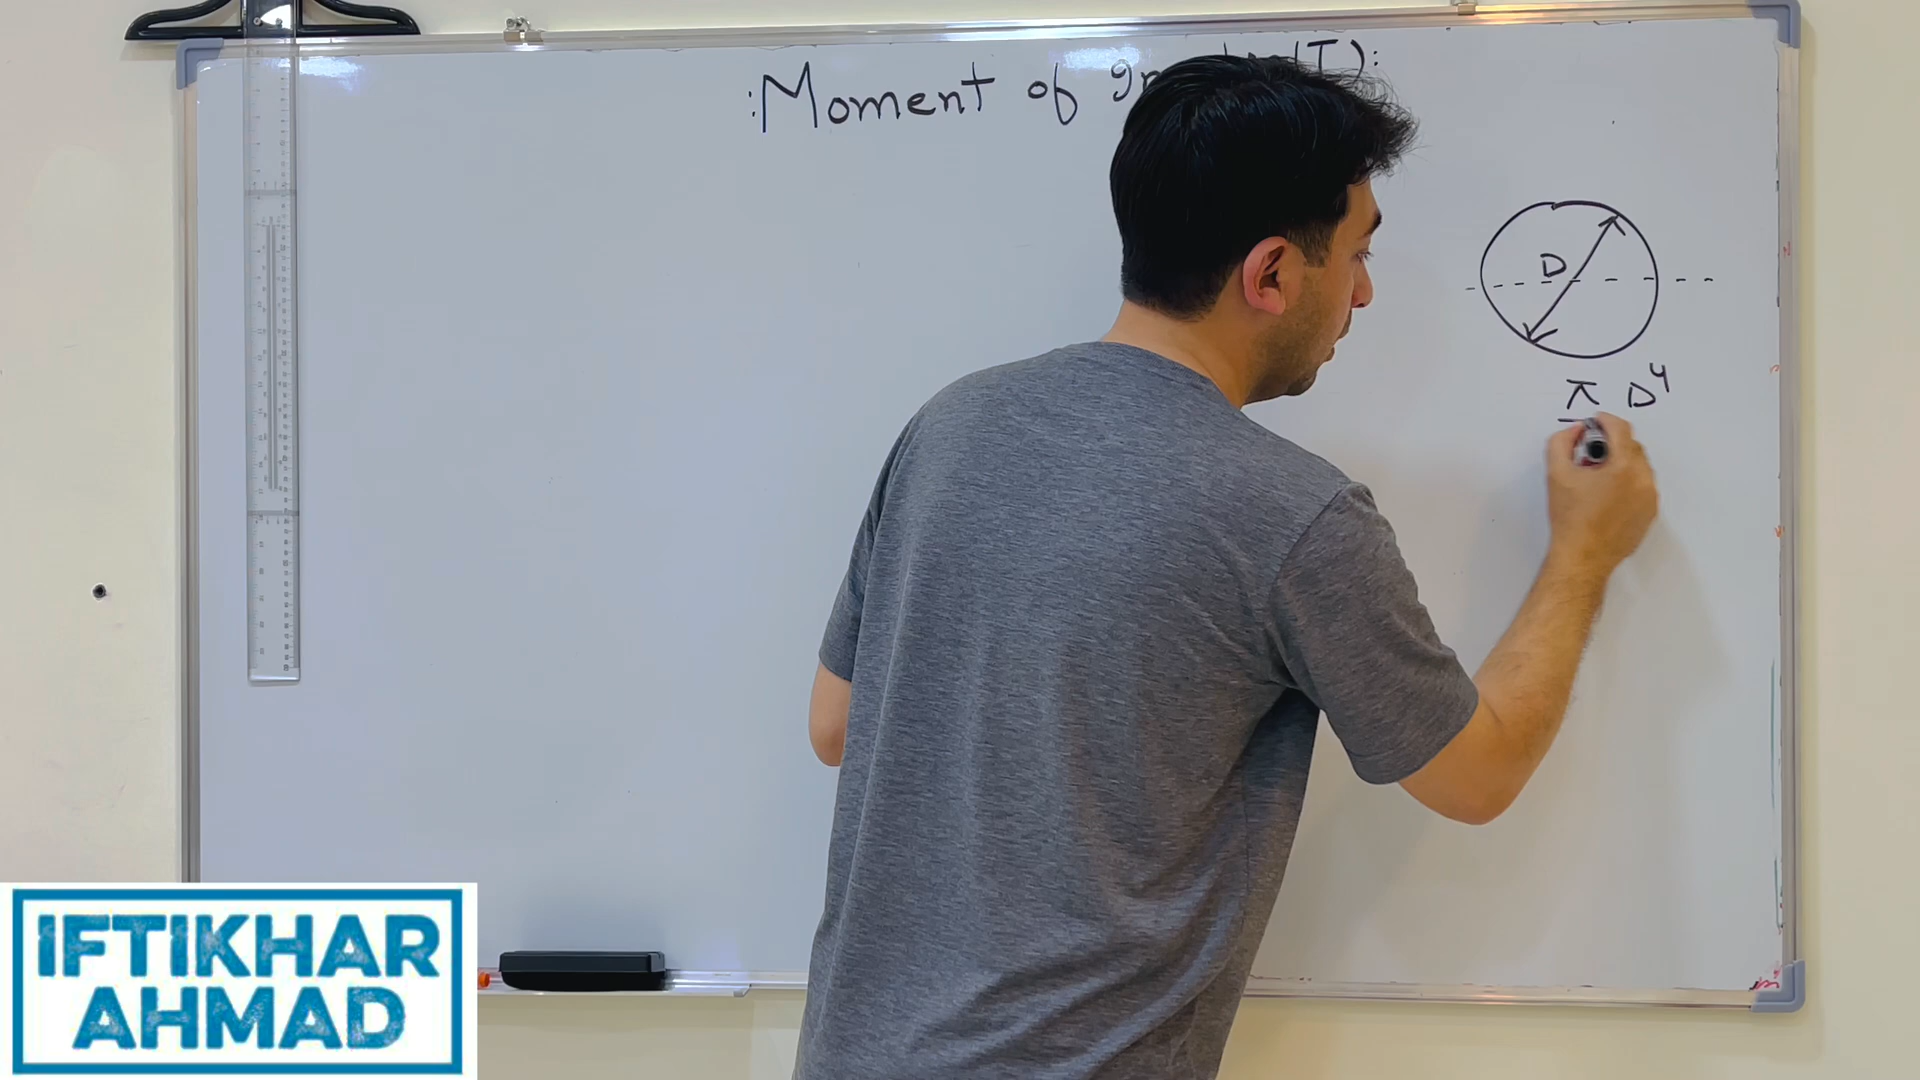 :Moment of (I):
D
π D⁴
IFTIKHAR
AHMAD